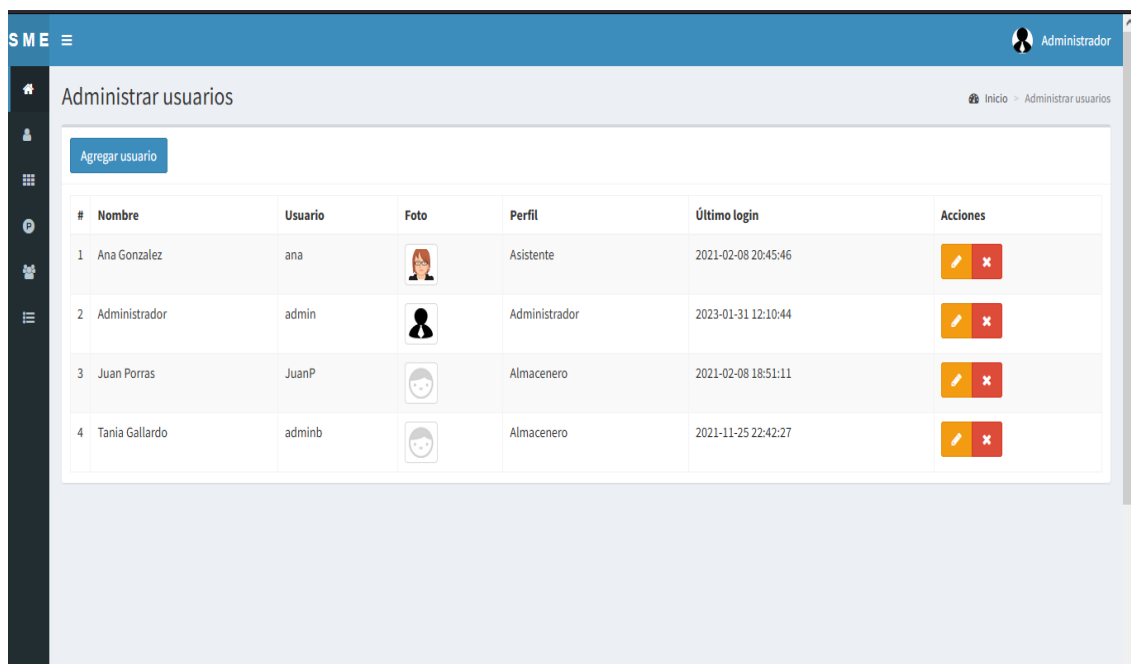 SME
Administrador
Administrar usuarios
Inicio > Administrar usuarios
Agregar usuario
# Nombre Usuario Foto Perfil Último login Acciones
1 Ana Gonzalez ana Asistente 2021-02-08 20:45:46
2 Administrador admin Administrador 2023-01-31 12:10:44
3 Juan Porras JuanP Almacenero 2021-02-08 18:51:11
4 Tania Gallardo adminb Almacenero 2021-11-25 22:42:27